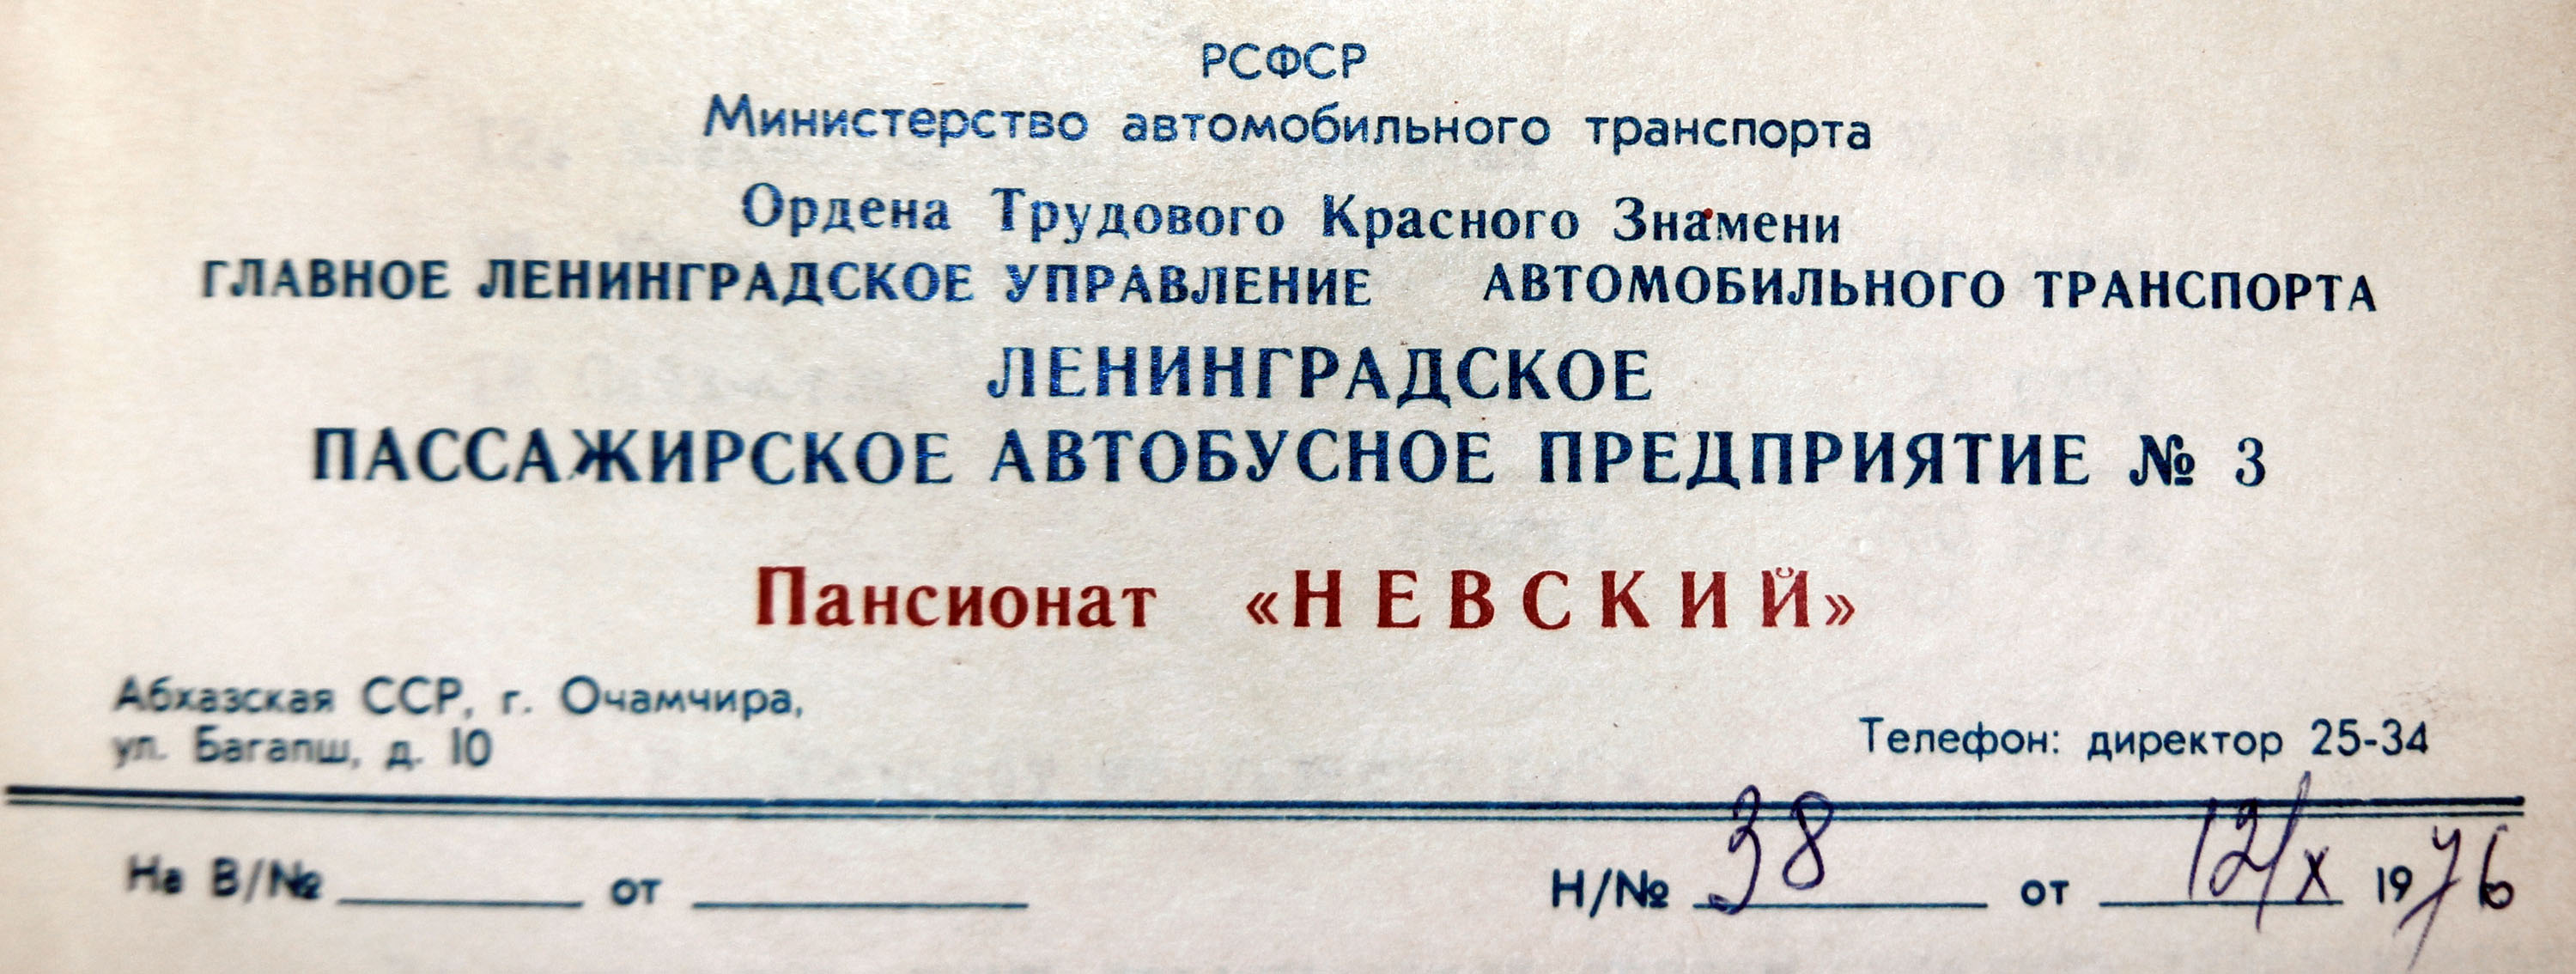 РСФСР
Министерство автомобильного транспорта
Ордена Трудового Красного Знамени
ГЛАВНОЕ ЛЕНИНГРАДСКОЕ УПРАВЛЕНИЕ АВТОМОБИЛЬНОГО ТРАНСПОРТА
ЛЕНИНГРАДСКОЕ
ПАССАЖИРСКОЕ АВТОБУСНОЕ ПРЕДПРИЯТИЕ № 3
Пансионат «НЕВСКИЙ»
Абхазская ССР, г. Очамчира,
ул. Багапш, д. 10
Телефон: директор 25-34
На В/№ ______ от ______
Н/№ 38 от 12/X 1976